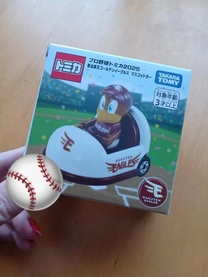 トミカ
プロ野球トミカ2025
東北楽天ゴールデンイーグルス マスコットカー
TAKARA TOMY
対象年齢
3才以上
EAGLES
E